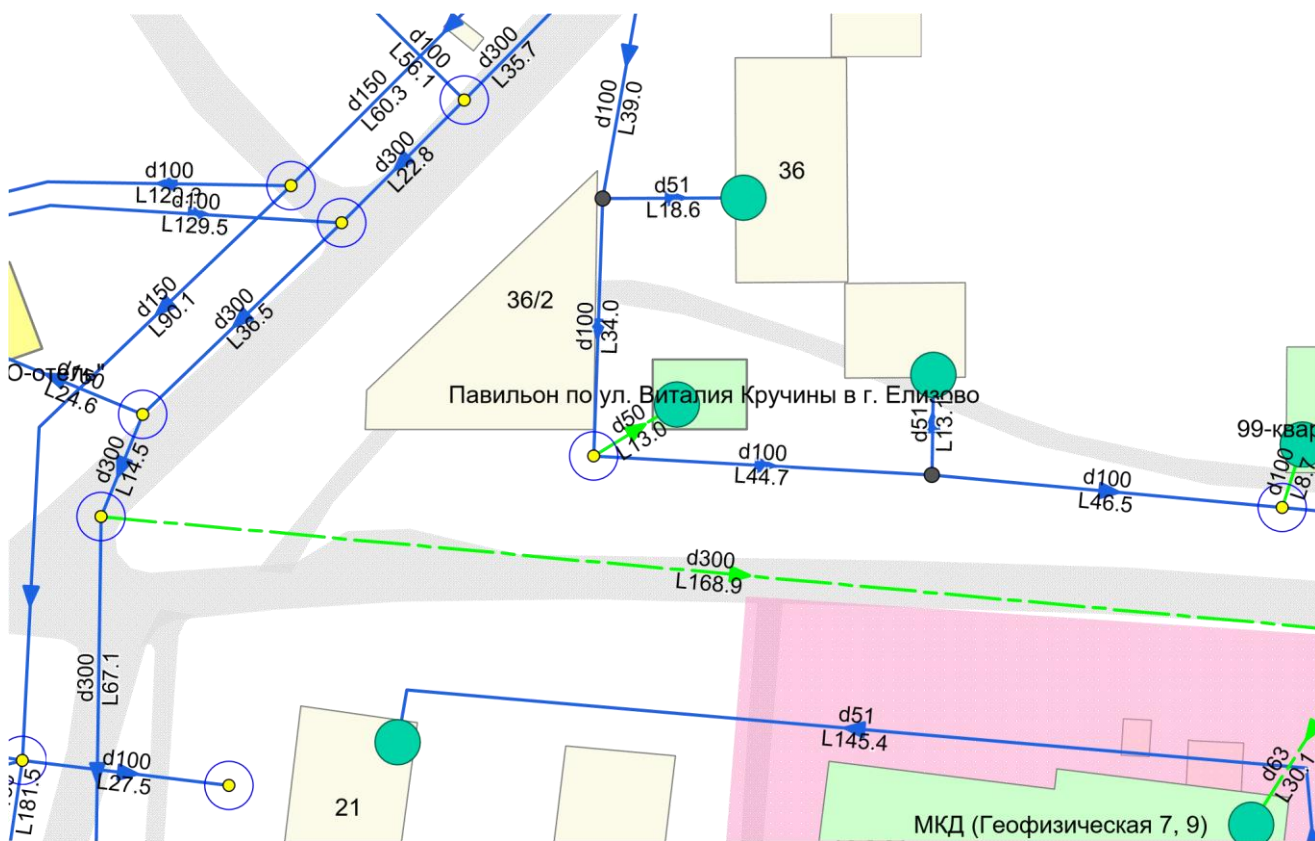 d100
L56.1
d300
L35.7
d150
L60.3
d100
L39.0
d300
L22.8
d100
d100
L129.5
d51
L18.6
36
d150
L90.1
d300
L36.5
36/2
d100
L34.0
О-отель"
L24.6
Павильон по ул. Виталия Кручины в г. Елизово
d50
L13.0
d51
99-квар
d100
L8.7
d300
L14.5
d100
L44.7
d100
L46.5
d300
L168.9
d300
L67.1
d51
L145.4
d100
L27.5
L181.5
21
d63
L30.1
МКД (Геофизическая 7, 9)